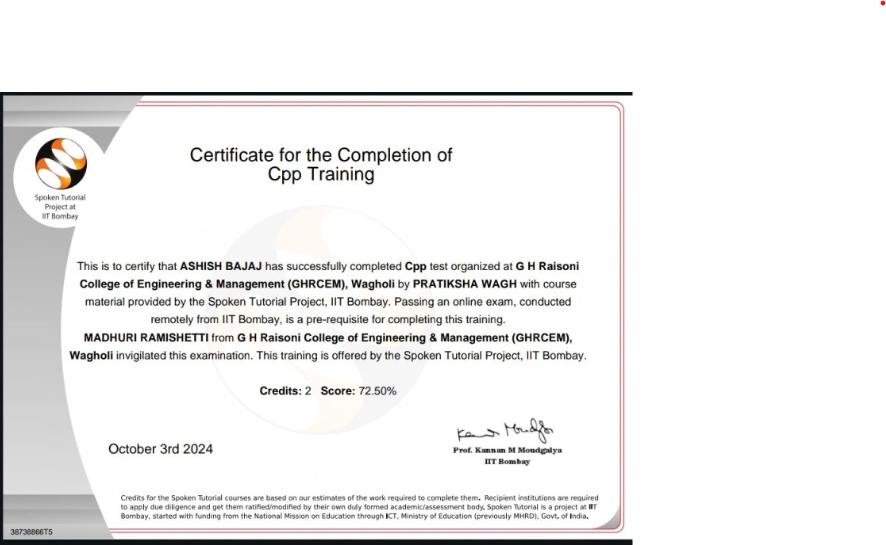 Spoken Tutorial
Project at
IIT Bombay
Certificate for the Completion of
Cpp Training
This is to certify that ASHISH BAJAJ has successfully completed Cpp test organized at G H Raisoni
College of Engineering & Management (GHRCEM), Wagholi by PRATIKSHA WAGH with course
material provided by the Spoken Tutorial Project, IIT Bombay. Passing an online exam, conducted
remotely from IIT Bombay, is a pre-requisite for completing this training.
MADHURI RAMISHETTI from G H Raisoni College of Engineering & Management (GHRCEM),
Wagholi invigilated this examination. This training is offered by the Spoken Tutorial Project, IIT Bombay.
Credits: 2 Score: 72.50%
October 3rd 2024
Prof. Kannan M Moudgalya
IIT Bombay
Credits for the Spoken Tutorial courses are based on our estimates of the work required to complete them. Recipient institutions are required
to apply due diligence and get them ratified/modified by their own duly formed academic/assessment body. Spoken Tutorial is a project at IIT
Bombay, started with funding from the National Mission on Education through ICT, Ministry of Education (previously MHRD), Govt. of India.
38738866T5